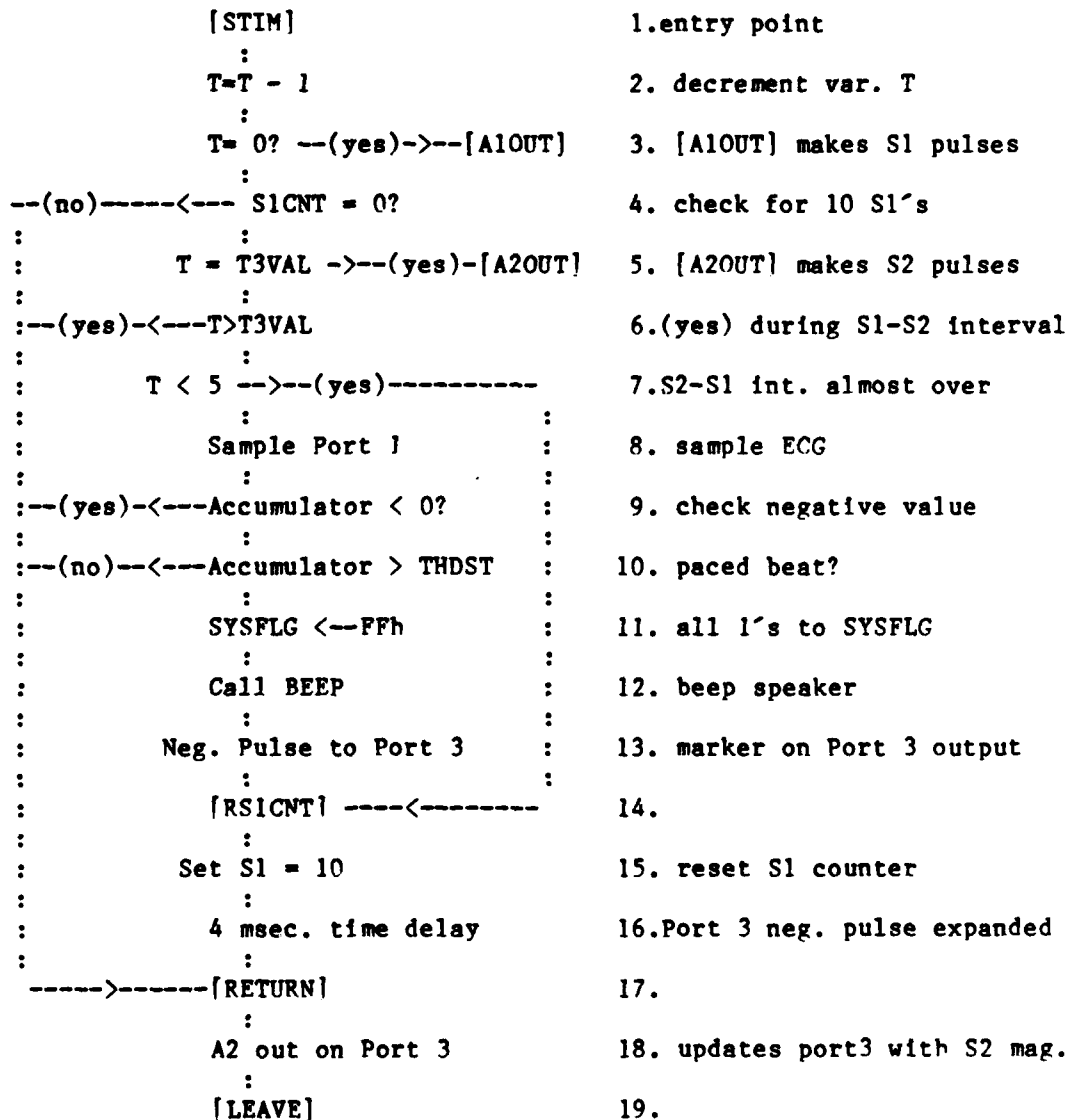 [STIM] 1.entry point
:
T=T - 1 2. decrement var. T
:
T= 0? --(yes)->--[A1OUT] 3. [A1OUT] makes S1 pulses
:
--(no)-----<--- S1CNT = 0? 4. check for 10 S1's
: :
: T = T3VAL ->--(yes)-[A2OUT] 5. [A2OUT] makes S2 pulses
: :
:--(yes)-<---T>T3VAL 6.(yes) during S1-S2 interval
: :
: T < 5 -->--(yes)---------- 7.S2-S1 int. almost over
: : :
: Sample Port 1 : 8. sample ECG
: : :
:--(yes)-<---Accumulator < 0? : 9. check negative value
: : :
:--(no)--<---Accumulator > THDST : 10. paced beat?
: : :
: SYSFLG <--FFh : 11. all 1's to SYSFLG
: : :
: Call BEEP : 12. beep speaker
: : :
: Neg. Pulse to Port 3 : 13. marker on Port 3 output
: : :
: [RS1CNT] ----<-------- 14.
: :
: Set S1 = 10 15. reset S1 counter
: :
: 4 msec. time delay 16.Port 3 neg. pulse expanded
: :
----->------[RETURN] 17.
:
A2 out on Port 3 18. updates port3 with S2 mag.
:
[LEAVE] 19.